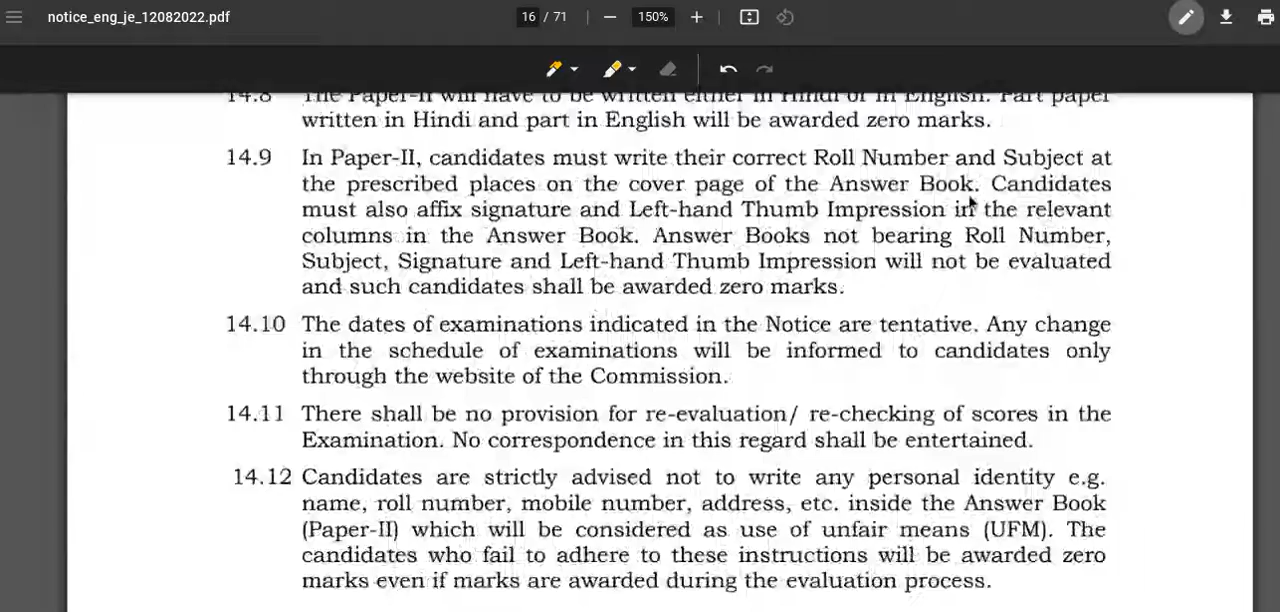 notice_eng_je_12082022.pdf
16 / 71
150%
14.8 The Paper-II will have to be written either in Hindi or in English. Part paper
written in Hindi and part in English will be awarded zero marks.
14.9 In Paper-II, candidates must write their correct Roll Number and Subject at
the prescribed places on the cover page of the Answer Book. Candidates
must also affix signature and Left-hand Thumb Impression in the relevant
columns in the Answer Book. Answer Books not bearing Roll Number,
Subject, Signature and Left-hand Thumb Impression will not be evaluated
and such candidates shall be awarded zero marks.
14.10 The dates of examinations indicated in the Notice are tentative. Any change
in the schedule of examinations will be informed to candidates only
through the website of the Commission.
14.11 There shall be no provision for re-evaluation/ re-checking of scores in the
Examination. No correspondence in this regard shall be entertained.
14.12 Candidates are strictly advised not to write any personal identity e.g.
name, roll number, mobile number, address, etc. inside the Answer Book
(Paper-II) which will be considered as use of unfair means (UFM). The
candidates who fail to adhere to these instructions will be awarded zero
marks even if marks are awarded during the evaluation process.